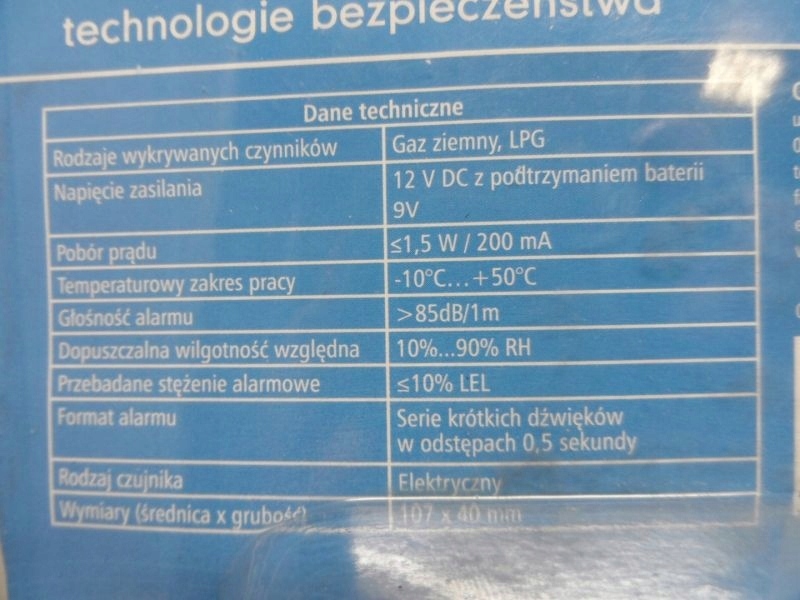 technologie bezpieczeństwa
Dane techniczne
Rodzaje wykrywanych czynników Gaz ziemny, LPG
Napięcie zasilania 12 V DC z podtrzymaniem baterii
9V
Pobór prądu ≤1,5 W / 200 mA
Temperaturowy zakres pracy -10°C...+50°C
Głośność alarmu >85dB/1m
Dopuszczalna wilgotność względna 10%...90% RH
Przebadane stężenie alarmowe ≤10% LEL
Format alarmu Serie krótkich dźwięków
w odstępach 0,5 sekundy
Rodzaj czujnika Elektryczny
Wymiary (średnica x grubość) 107 x 40 mm